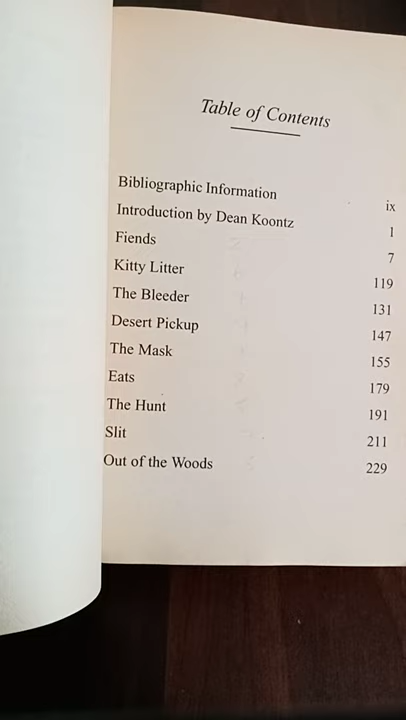 Table of Contents
Bibliographic Information ix
Introduction by Dean Koontz 1
Fiends 7
Kitty Litter 119
The Bleeder 131
Desert Pickup 147
The Mask 155
Eats 179
The Hunt 191
Slit 211
Out of the Woods 229